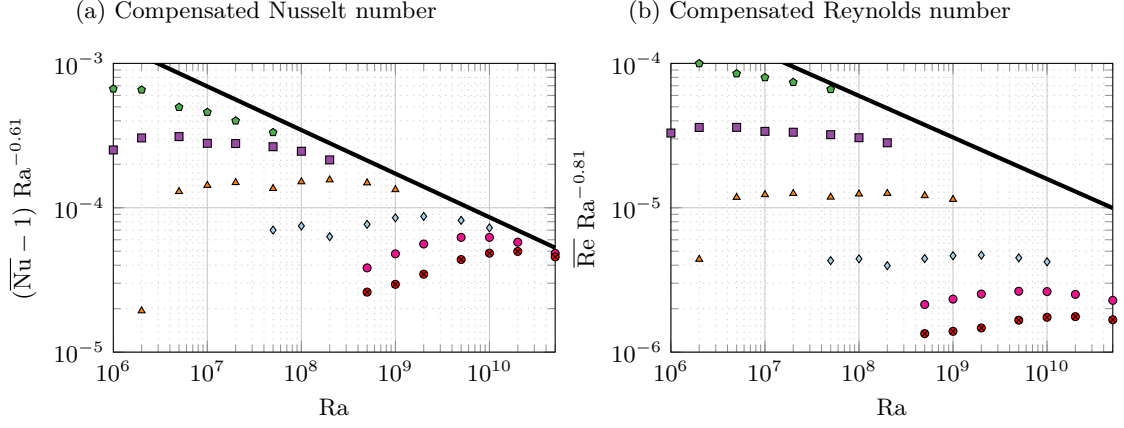 (a) Compensated Nusselt number
(b) Compensated Reynolds number
(N̅u̅ − 1) Ra^−0.61
10^−3
10^−4
10^−5
10^6 10^7 10^8 10^9 10^10
Ra
R̅e̅ Ra^−0.81
10^−4
10^−5
10^−6
10^6 10^7 10^8 10^9 10^10
Ra